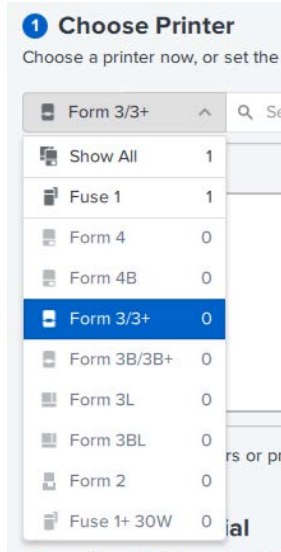 1 Choose Printer
Choose a printer now, or set the
Form 3/3+
Show All 1
Fuse 1 1
Form 4 0
Form 4B 0
Form 3/3+ 0
Form 3B/3B+ 0
Form 3L 0
Form 3BL 0
rs or
Form 2 0
Fuse 1+ 30W 0